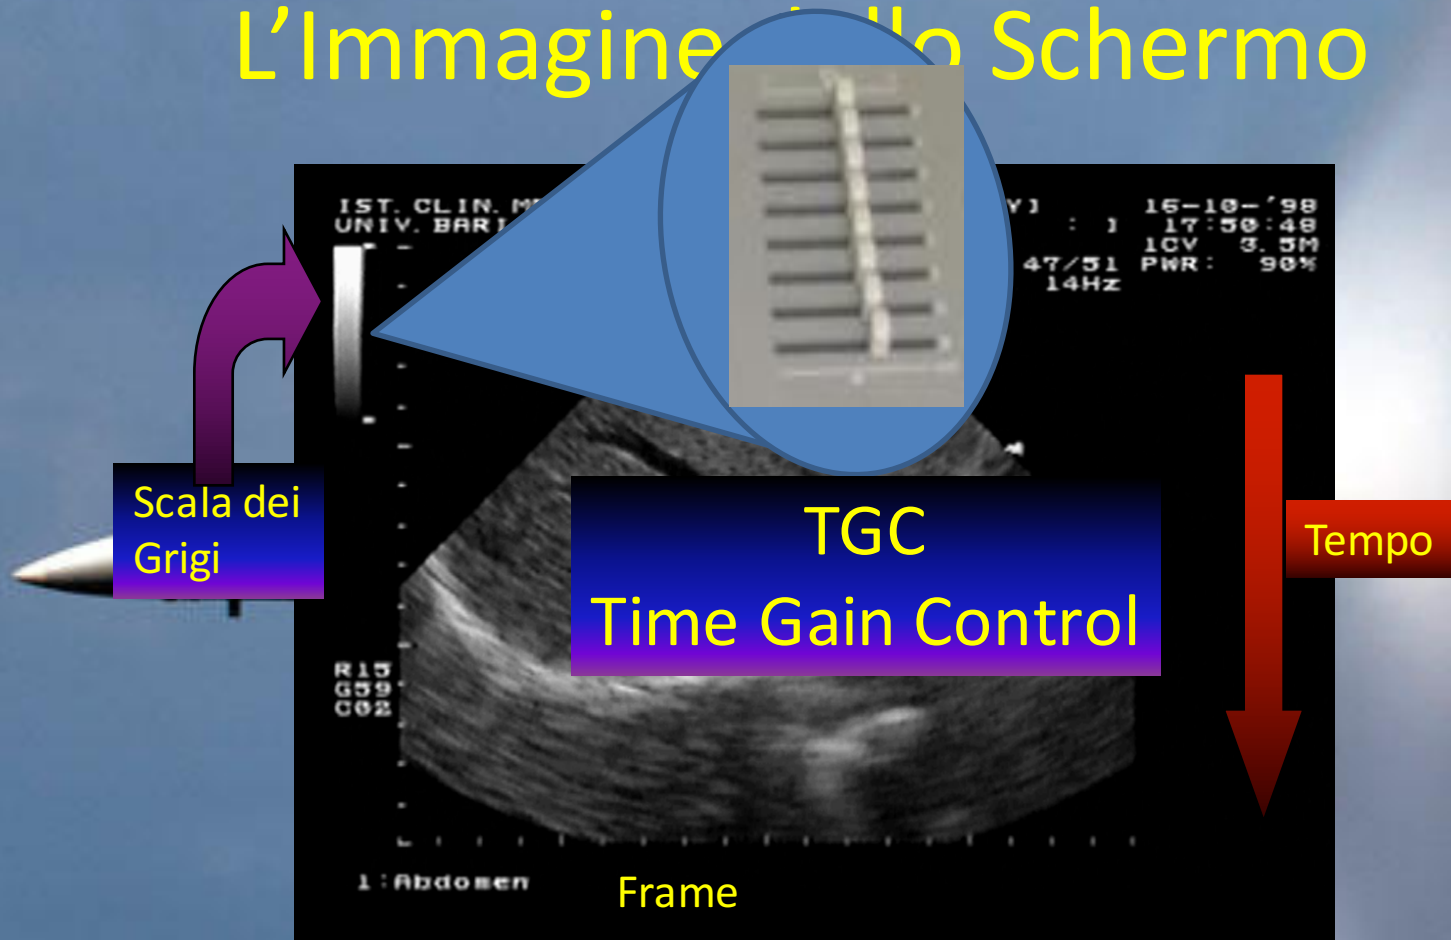 L'Immagine Schermo
IST. CLIN.
UNIV. BARI
16-10-'98
17:50:48
1CV 3.5M
47/51 PWR: 90%
14Hz
Scala dei
Grigi
TGC
Time Gain Control
Tempo
R15
G59
C02
1:Abdomen
Frame